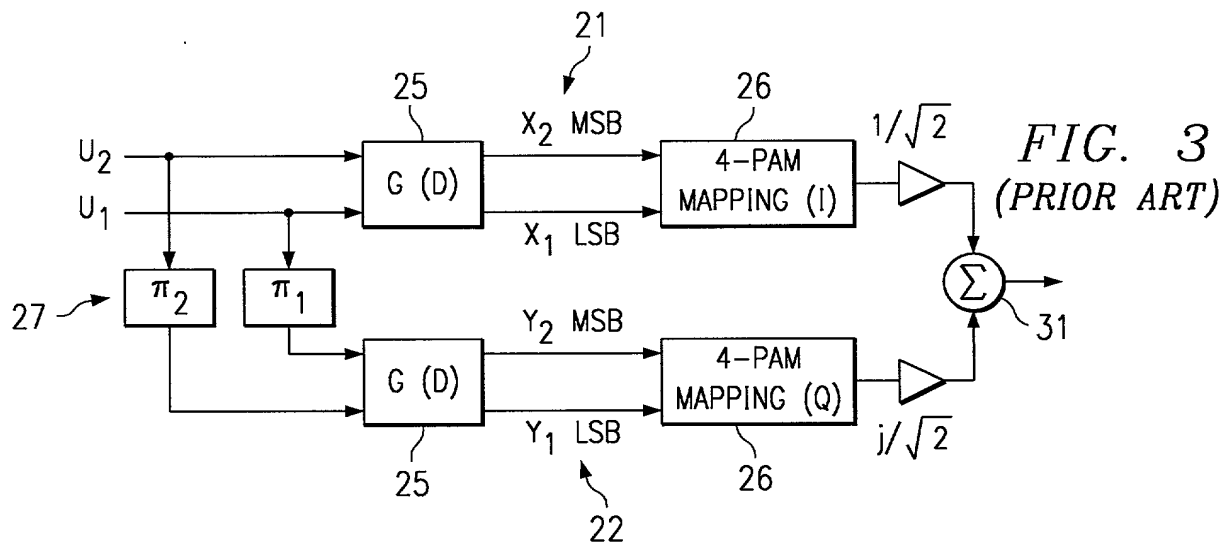 21
25
26
X₂ MSB
1/√2
FIG. 3
(PRIOR ART)
U₂
G (D)
4-PAM
MAPPING (I)
U₁
X₁ LSB
27
π₂
π₁
Σ
31
Y₂ MSB
G (D)
4-PAM
MAPPING (Q)
Y₁ LSB
j/√2
25
26
22